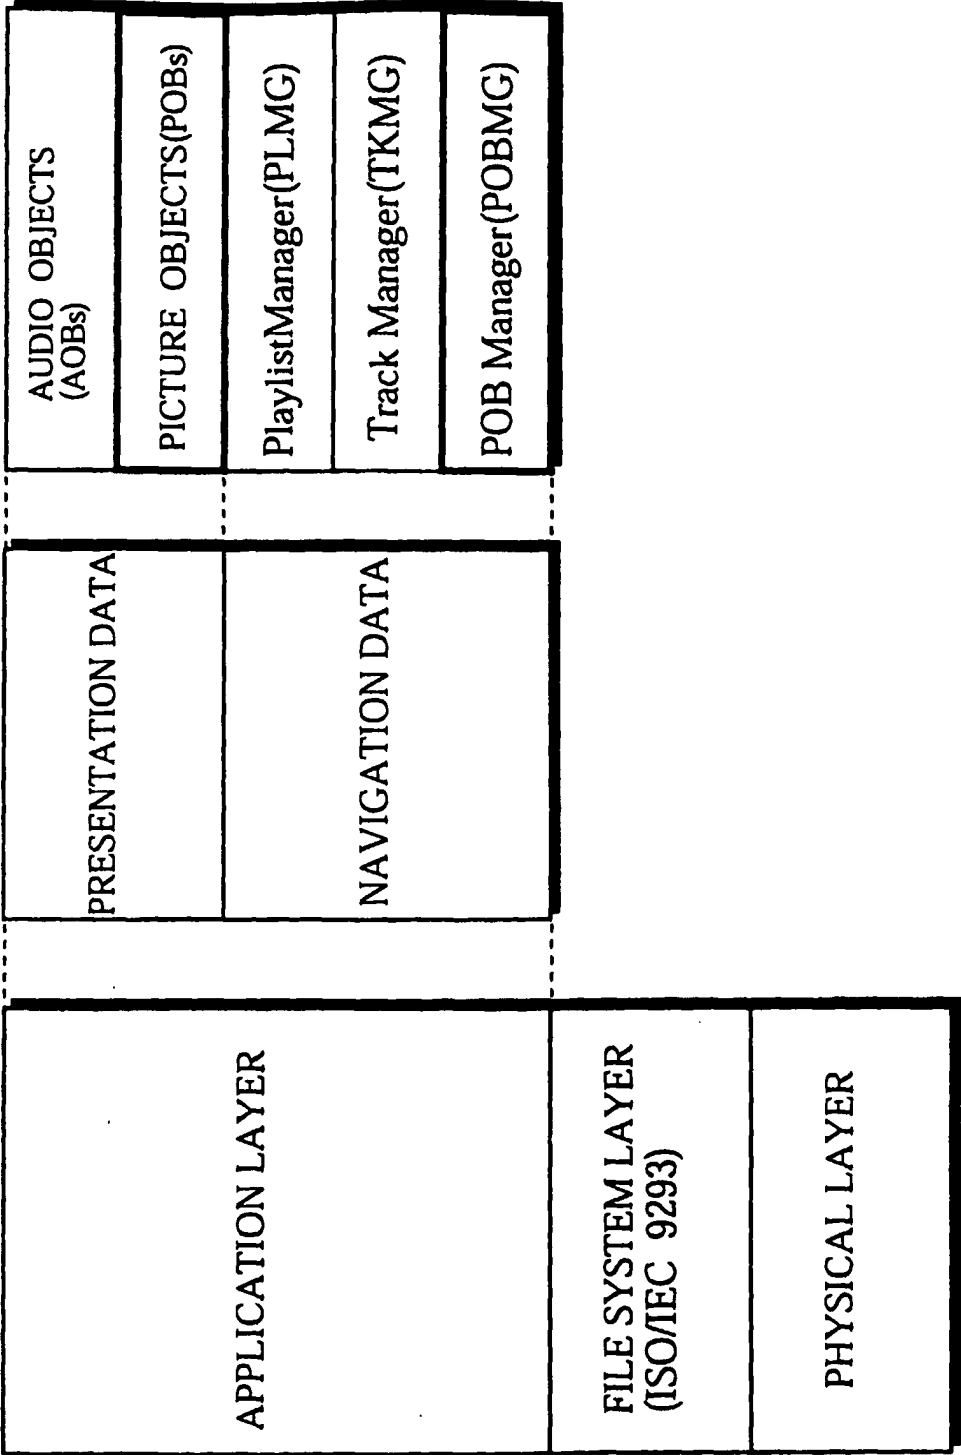 APPLICATION LAYER
FILE SYSTEM LAYER
(ISO/IEC 9293)
PHYSICAL LAYER
PRESENTATION DATA
NAVIGATION DATA
AUDIO OBJECTS
(AOBs)
PICTURE OBJECTS(POBs)
PlaylistManager(PLMG)
Track Manager(TKMG)
POB Manager(POBMG)